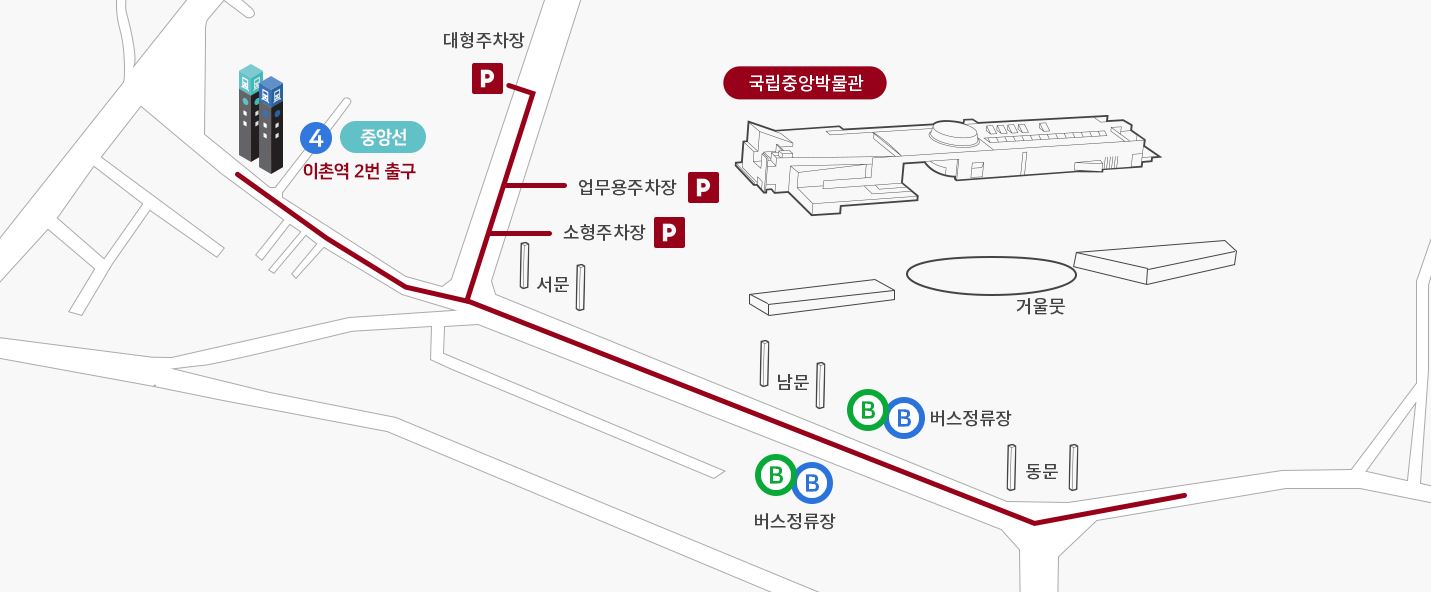 대형주차장
P
국립중앙박물관
4 중앙선
이촌역 2번 출구
업무용주차장 P
소형주차장 P
서문
거울못
남문
B B 버스정류장
동문
B B
버스정류장